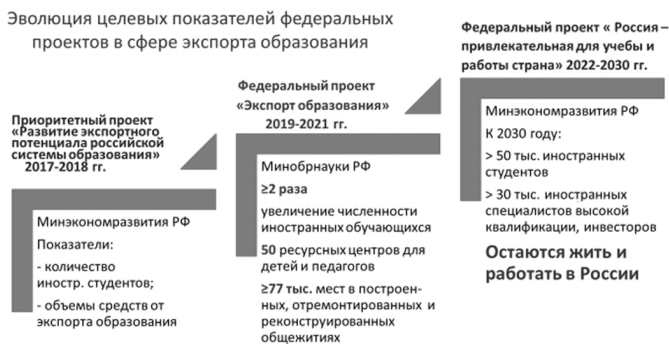 Эволюция целевых показателей федеральных
проектов в сфере экспорта образования
Приоритетный проект
«Развитие экспортного
потенциала российской
системы образования»
2017-2018 гг.
Минэкономразвития РФ
Показатели:
- количество
иностр. студентов;
- объемы средств от
экспорта образования
Федеральный проект
«Экспорт образования»
2019-2021 гг.
Минобрнауки РФ
≥2 раза
увеличение численности
иностранных обучающихся
50 ресурсных центров для
детей и педагогов
≥77 тыс. мест в построен-
ных, отремонтированных и
реконструированных
общежитиях
Федеральный проект « Россия –
привлекательная для учебы и
работы страна» 2022-2030 гг.
Минэкономразвития РФ
К 2030 году:
> 50 тыс. иностранных
студентов
> 30 тыс. иностранных
специалистов высокой
квалификации, инвесторов
Остаются жить и
работать в России